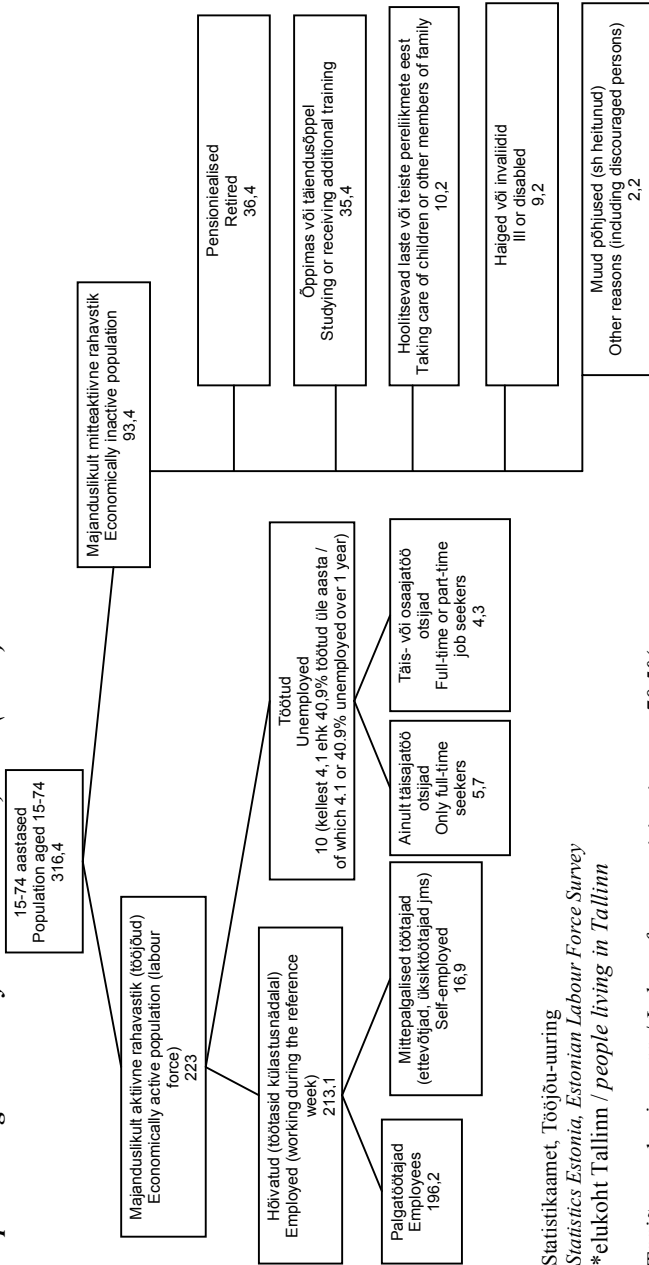 15-74 aastased
Population aged 15-74
316,4
Majanduslikult aktiivne rahavastik (tööjõud)
Economically active population (labour
force)
223
Majanduslikult mitteaktiivne rahavstik
Economically inactive population
93,4
Hõivatud (töötasid külastusnädalal)
Employed (working during the reference
week)
213,1
Töötud
Unemployed
10 (kellest 4,1 ehk 40,9% töötud üle aasta /
of which 4.1 or 40.9% unemployed over 1 year)
Palgatöötajad
Employees
196,2
Mittepalgalised töötajad
(ettevõtjad, üksiktöötajad jms)
Self-employed
16,9
Ainult täisajatöö
otsijad
Only full-time
seekers
5,7
Täis- või osaajatöö
otsijad
Full-time or part-time
job seekers
4,3
Pensioniealised
Retired
36,4
Õppimas või täiendusõppel
Studying or receiving additional training
35,4
Hoolitsevad laste või teiste pereliikmete eest
Taking care of children or other members of family
10,2
Haiged või invaliidid
Ill or disabled
9,2
Muud põhjused (sh heitunud)
Other reasons (including discouraged persons)
2,2
Statistikaamet, Tööjõu-uuring
Statistics Estonia, Estonian Labour Force Survey
*elukoht Tallinn / people living in Tallinn